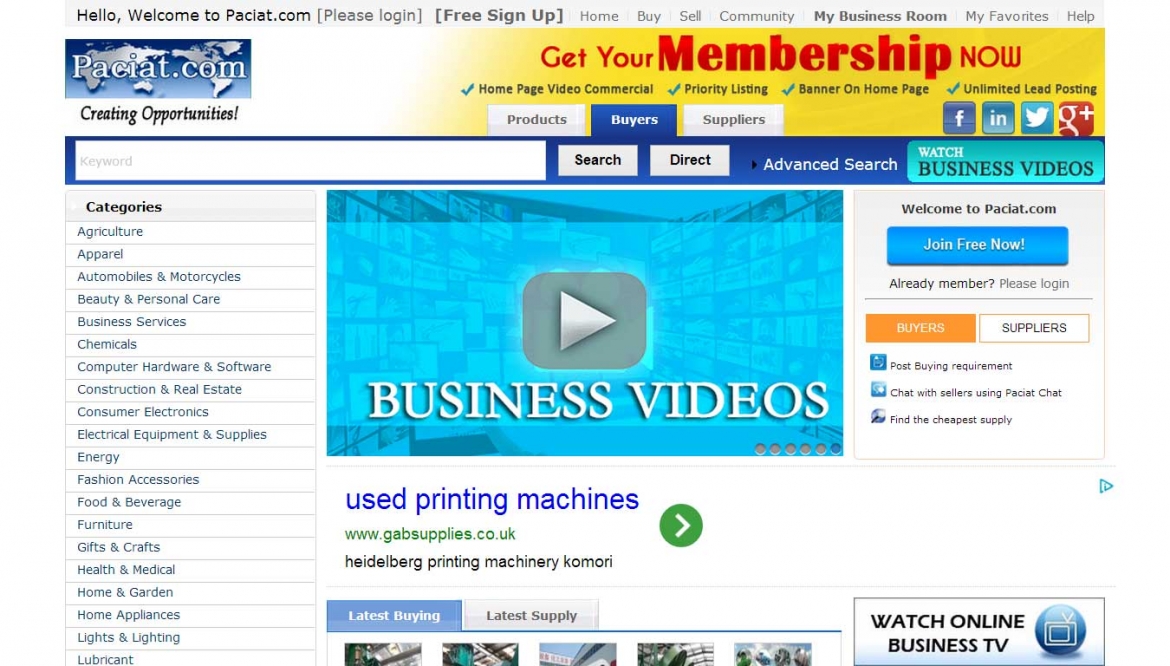 Hello, Welcome to Paciat.com [Please login] [Free Sign Up] Home Buy Sell Community My Business Room My Favorites Help
Paciat.com
Creating Opportunities!
Get Your Membership NOW
Home Page Video Commercial Priority Listing Banner On Home Page Unlimited Lead Posting
Products Buyers Suppliers
f in g+
Keyword
Search Direct Advanced Search
WATCH
BUSINESS VIDEOS
Categories
Agriculture
Apparel
Automobiles & Motorcycles
Beauty & Personal Care
Business Services
Chemicals
Computer Hardware & Software
Construction & Real Estate
Consumer Electronics
Electrical Equipment & Supplies
Energy
Fashion Accessories
Food & Beverage
Furniture
Gifts & Crafts
Health & Medical
Home & Garden
Home Appliances
Lights & Lighting
Lubricant
BUSINESS VIDEOS
Welcome to Paciat.com
Join Free Now!
Already member? Please login
BUYERS SUPPLIERS
Post Buying requirement
Chat with sellers using Paciat Chat
Find the cheapest supply
used printing machines
www.gabsupplies.co.uk
heidelberg printing machinery komori
Latest Buying Latest Supply
WATCH ONLINE
BUSINESS TV